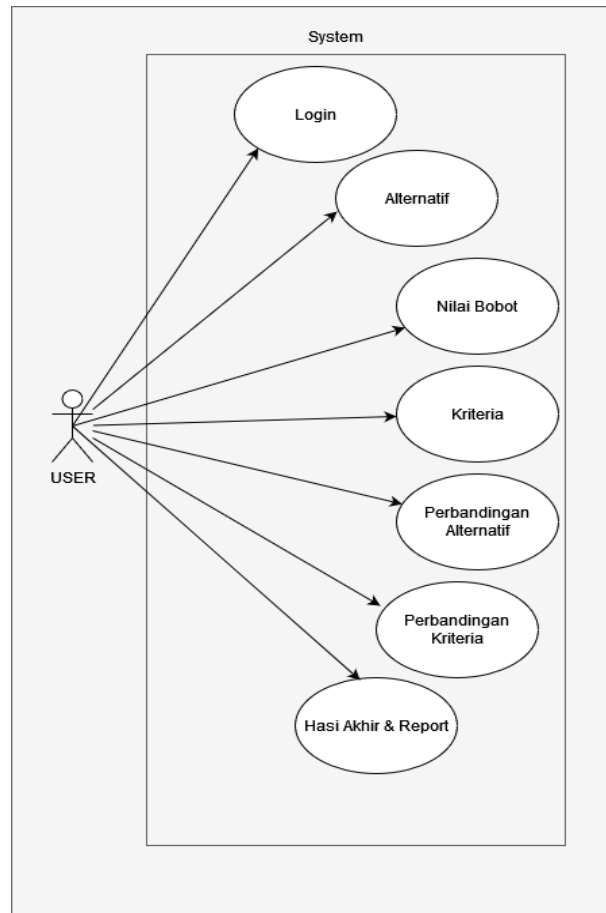 System
Login
Alternatif
Nilai Bobot
Kriteria
USER
Perbandingan
Alternatif
Perbandingan
Kriteria
Hasi Akhir & Report